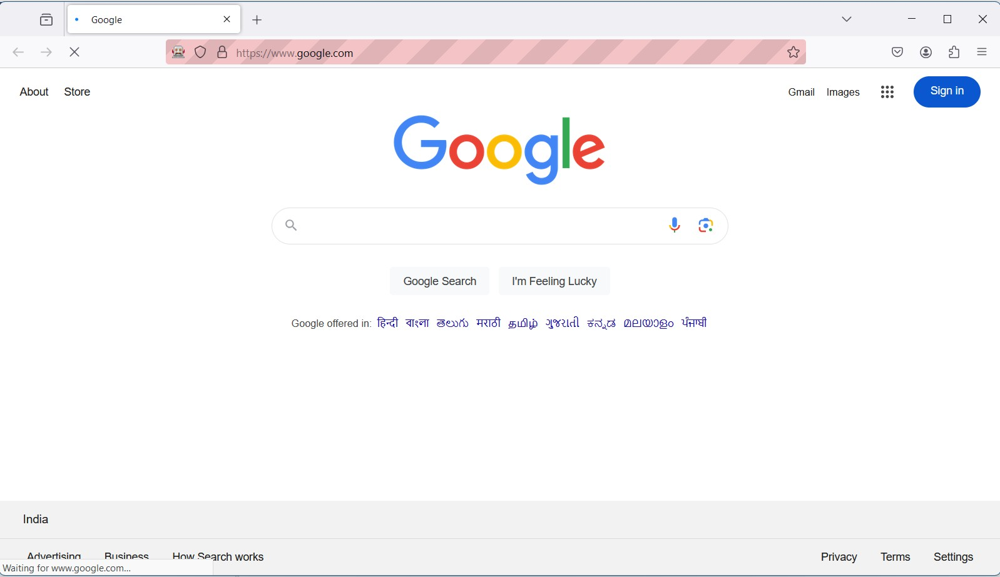 Google
https://www.google.com
About Store Gmail Images Sign in
Google
Google Search I'm Feeling Lucky
Google offered in: हिन्दी বাংলা తెలుగు मराठी தமிழ் ગુજરાતી ಕನ್ನಡ മലയാളം ਪੰਜਾਬੀ
India
Advertising Business How Search works Privacy Terms Settings
Waiting for www.google.com...